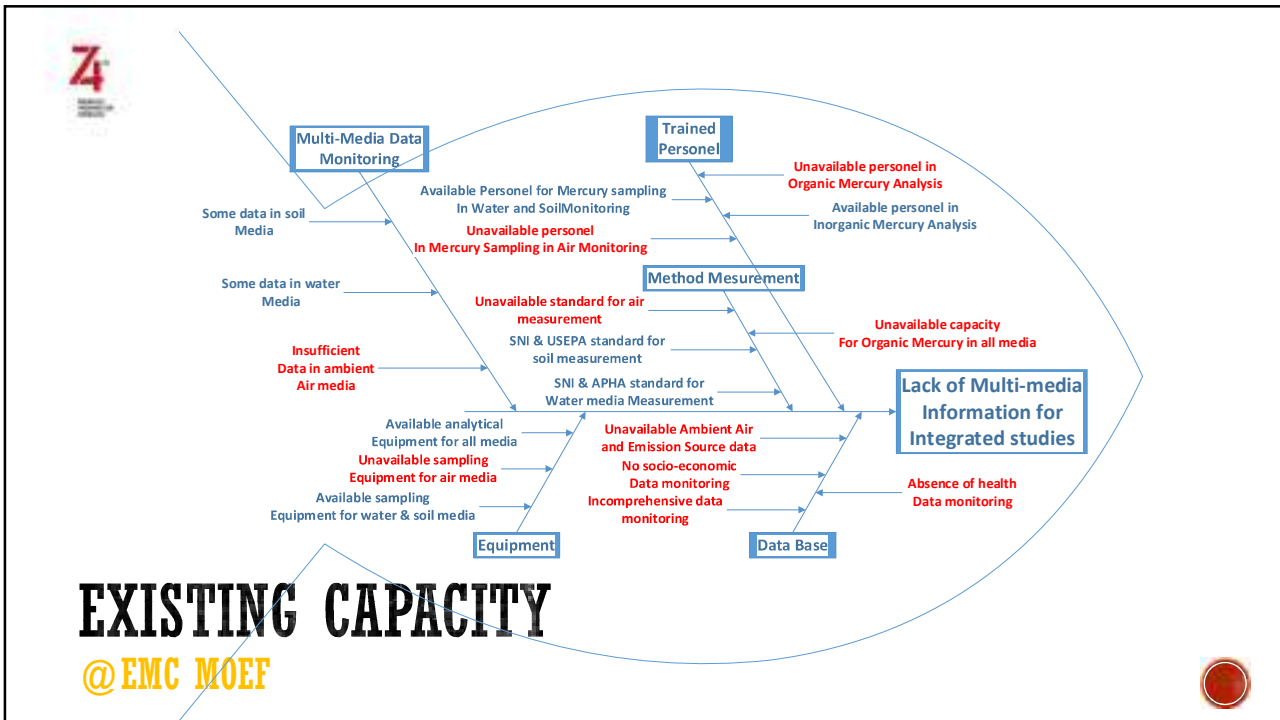 Multi-Media Data
Monitoring
Some data in soil
Media
Some data in water
Media
Insufficient
Data in ambient
Air media
Trained
Personel
Unavailable personel in
Organic Mercury Analysis
Available Personel for Mercury sampling
In Water and SoilMonitoring
Available personel in
Inorganic Mercury Analysis
Unavailable personel
In Mercury Sampling in Air Monitoring
Method Mesurement
Unavailable standard for air
measurement
Unavailable capacity
For Organic Mercury in all media
SNI & USEPA standard for
soil measurement
SNI & APHA standard for
Water media Measurement
Lack of Multi-media
Information for
Integrated studies
Available analytical
Equipment for all media
Unavailable sampling
Equipment for air media
Available sampling
Equipment for water & soil media
Equipment
Unavailable Ambient Air
and Emission Source data
No socio-economic
Data monitoring
Incomprehensive data
monitoring
Absence of health
Data monitoring
Data Base
EXISTING CAPACITY
@EMC MOEF